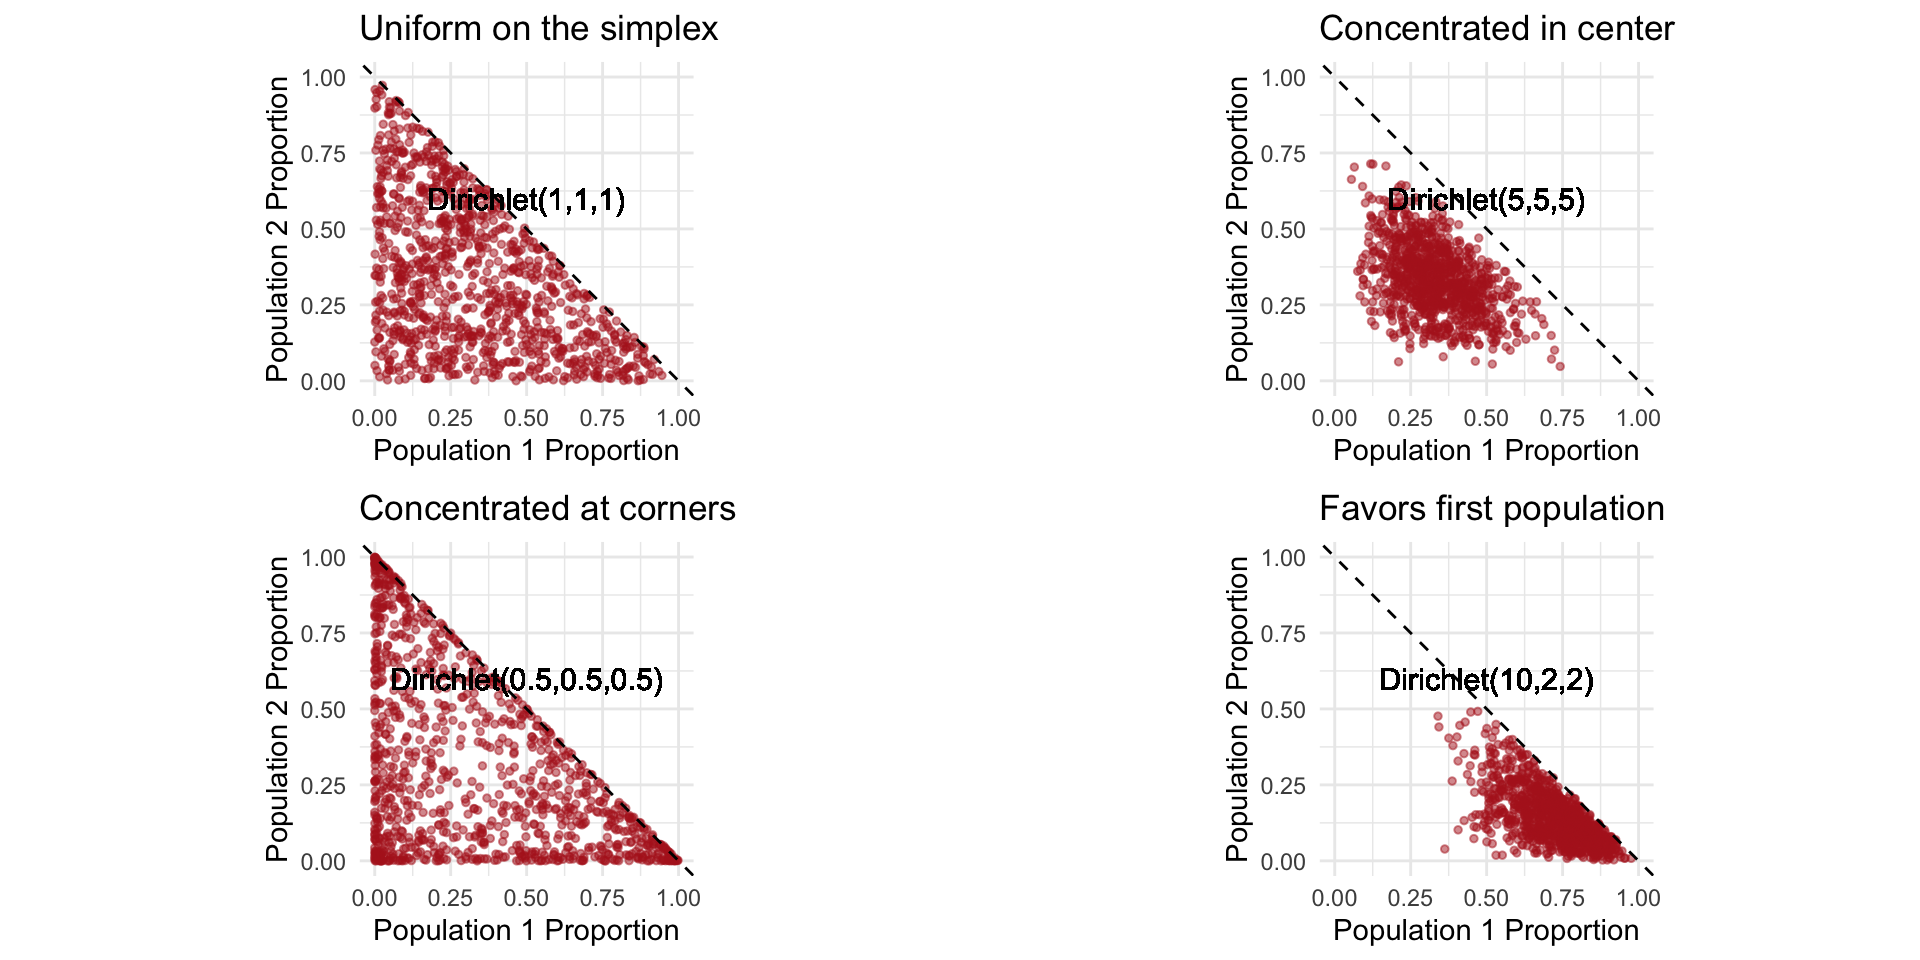 Uniform on the simplex
Population 2 Proportion
1.00
0.75
0.50
0.25
0.00
Dirichlet(1,1,1)
0.00 0.25 0.50 0.75 1.00
Population 1 Proportion
Concentrated in center
Population 2 Proportion
1.00
0.75
0.50
0.25
0.00
Dirichlet(5,5,5)
0.00 0.25 0.50 0.75 1.00
Population 1 Proportion
Concentrated at corners
Population 2 Proportion
1.00
0.75
0.50
0.25
0.00
Dirichlet(0.5,0.5,0.5)
0.00 0.25 0.50 0.75 1.00
Population 1 Proportion
Favors first population
Population 2 Proportion
1.00
0.75
0.50
0.25
0.00
Dirichlet(10,2,2)
0.00 0.25 0.50 0.75 1.00
Population 1 Proportion